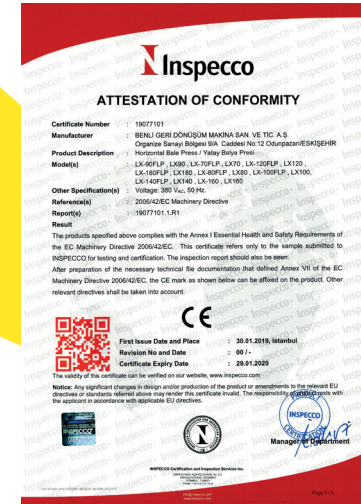 Inspecco
ATTESTATION OF CONFORMITY
Certificate Number : 19077101
Manufacturer : BENLİ GERİ DÖNÜŞÜM MAKİNA SAN. VE TİC. A.Ş.
Organize Sanayi Bölgesi 9/A Caddesi No:12 Odunpazarı/ESKİŞEHİR
Product Description : Horizontal Bale Press / Yatay Balya Presi
Model(s) : LX-90FLP , LX90 , LX-70FLP , LX70 , LX-120FLP , LX120 ,
LX-180FLP , LX180 , LX-80FLP , LX80 , LX-100FLP , LX100,
LX-140FLP , LX140 , LX-160 , LX160
Other Specification(s) : Voltage: 380 VAC, 50 Hz.
Reference(s) : 2006/42/EC Machinery Directive
Report(s) : 19077101.1.R1
Result
The products specified above complies with the Annex I Essential Health and Safety Requirements of
the EC Machinery Directive 2006/42/EC. This certificate refers only to the sample submitted to
INSPECCO for testing and certification. The inspection report should also be seen.
After preparation of the necessary technical file documentation that defined Annex VII of the EC
Machinery Directive 2006/42/EC, the CE mark as shown below can be affixed on the product. Other
relevant directives shall be taken into account.
CE
First Issue Date and Place : 30.01.2019, Istanbul
Revision No and Date : 00 / -
Certificate Expiry Date : 29.01.2020
The validity of this certificate can be verified on our website, www.inspecco.com
Notice: Any significant changes in design and/or production of the product or amendments to the relevant EU
directives or standards referred above may render this certificate invalid. The responsibility of product rests with
the applicant in accordance with applicable EU directives.
INSPECCO
Manager of Department
INSPECCO Certification and Inspection Services Inc.
Page 1 / 1